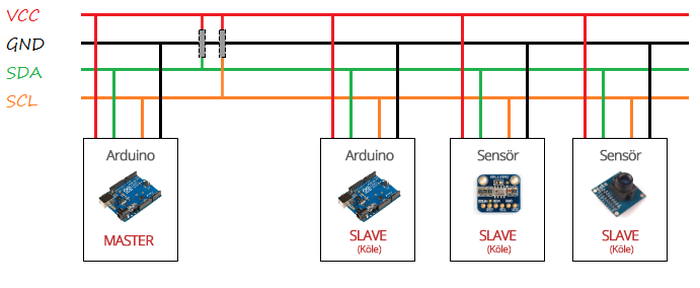 VCC
GND
SDA
SCL
Arduino
MASTER
Arduino
SLAVE
(Köle)
Sensör
SLAVE
(Köle)
Sensör
SLAVE
(Köle)